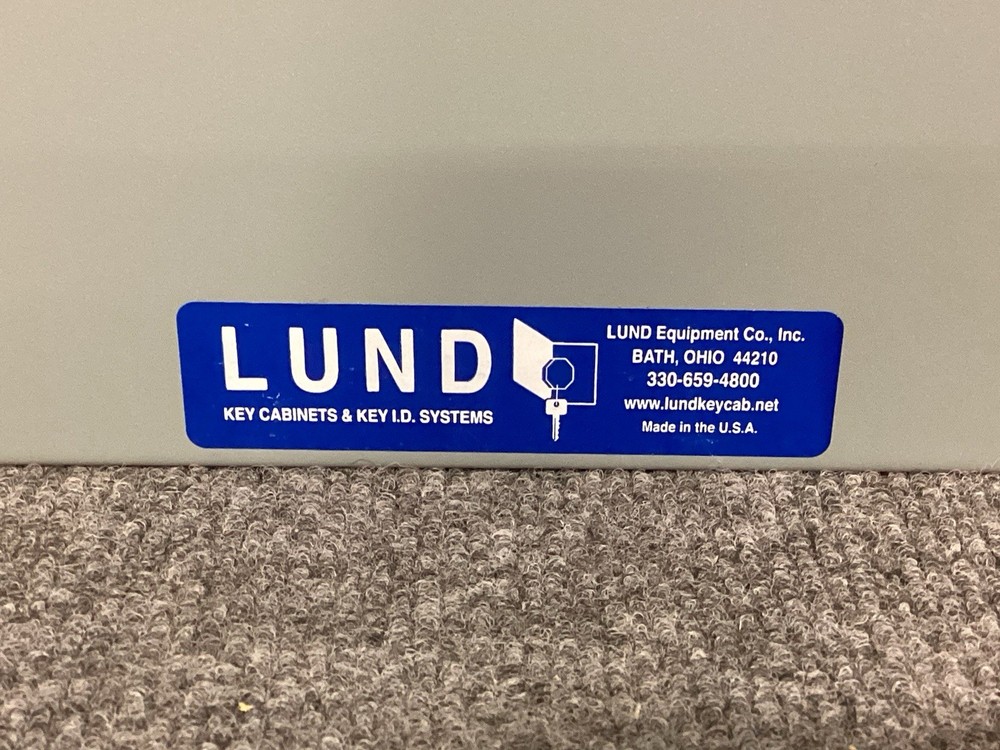 LUND
KEY CABINETS & KEY I.D. SYSTEMS
LUND Equipment Co., Inc.
BATH, OHIO 44210
330-659-4800
www.lundkeycab.net
Made in the U.S.A.